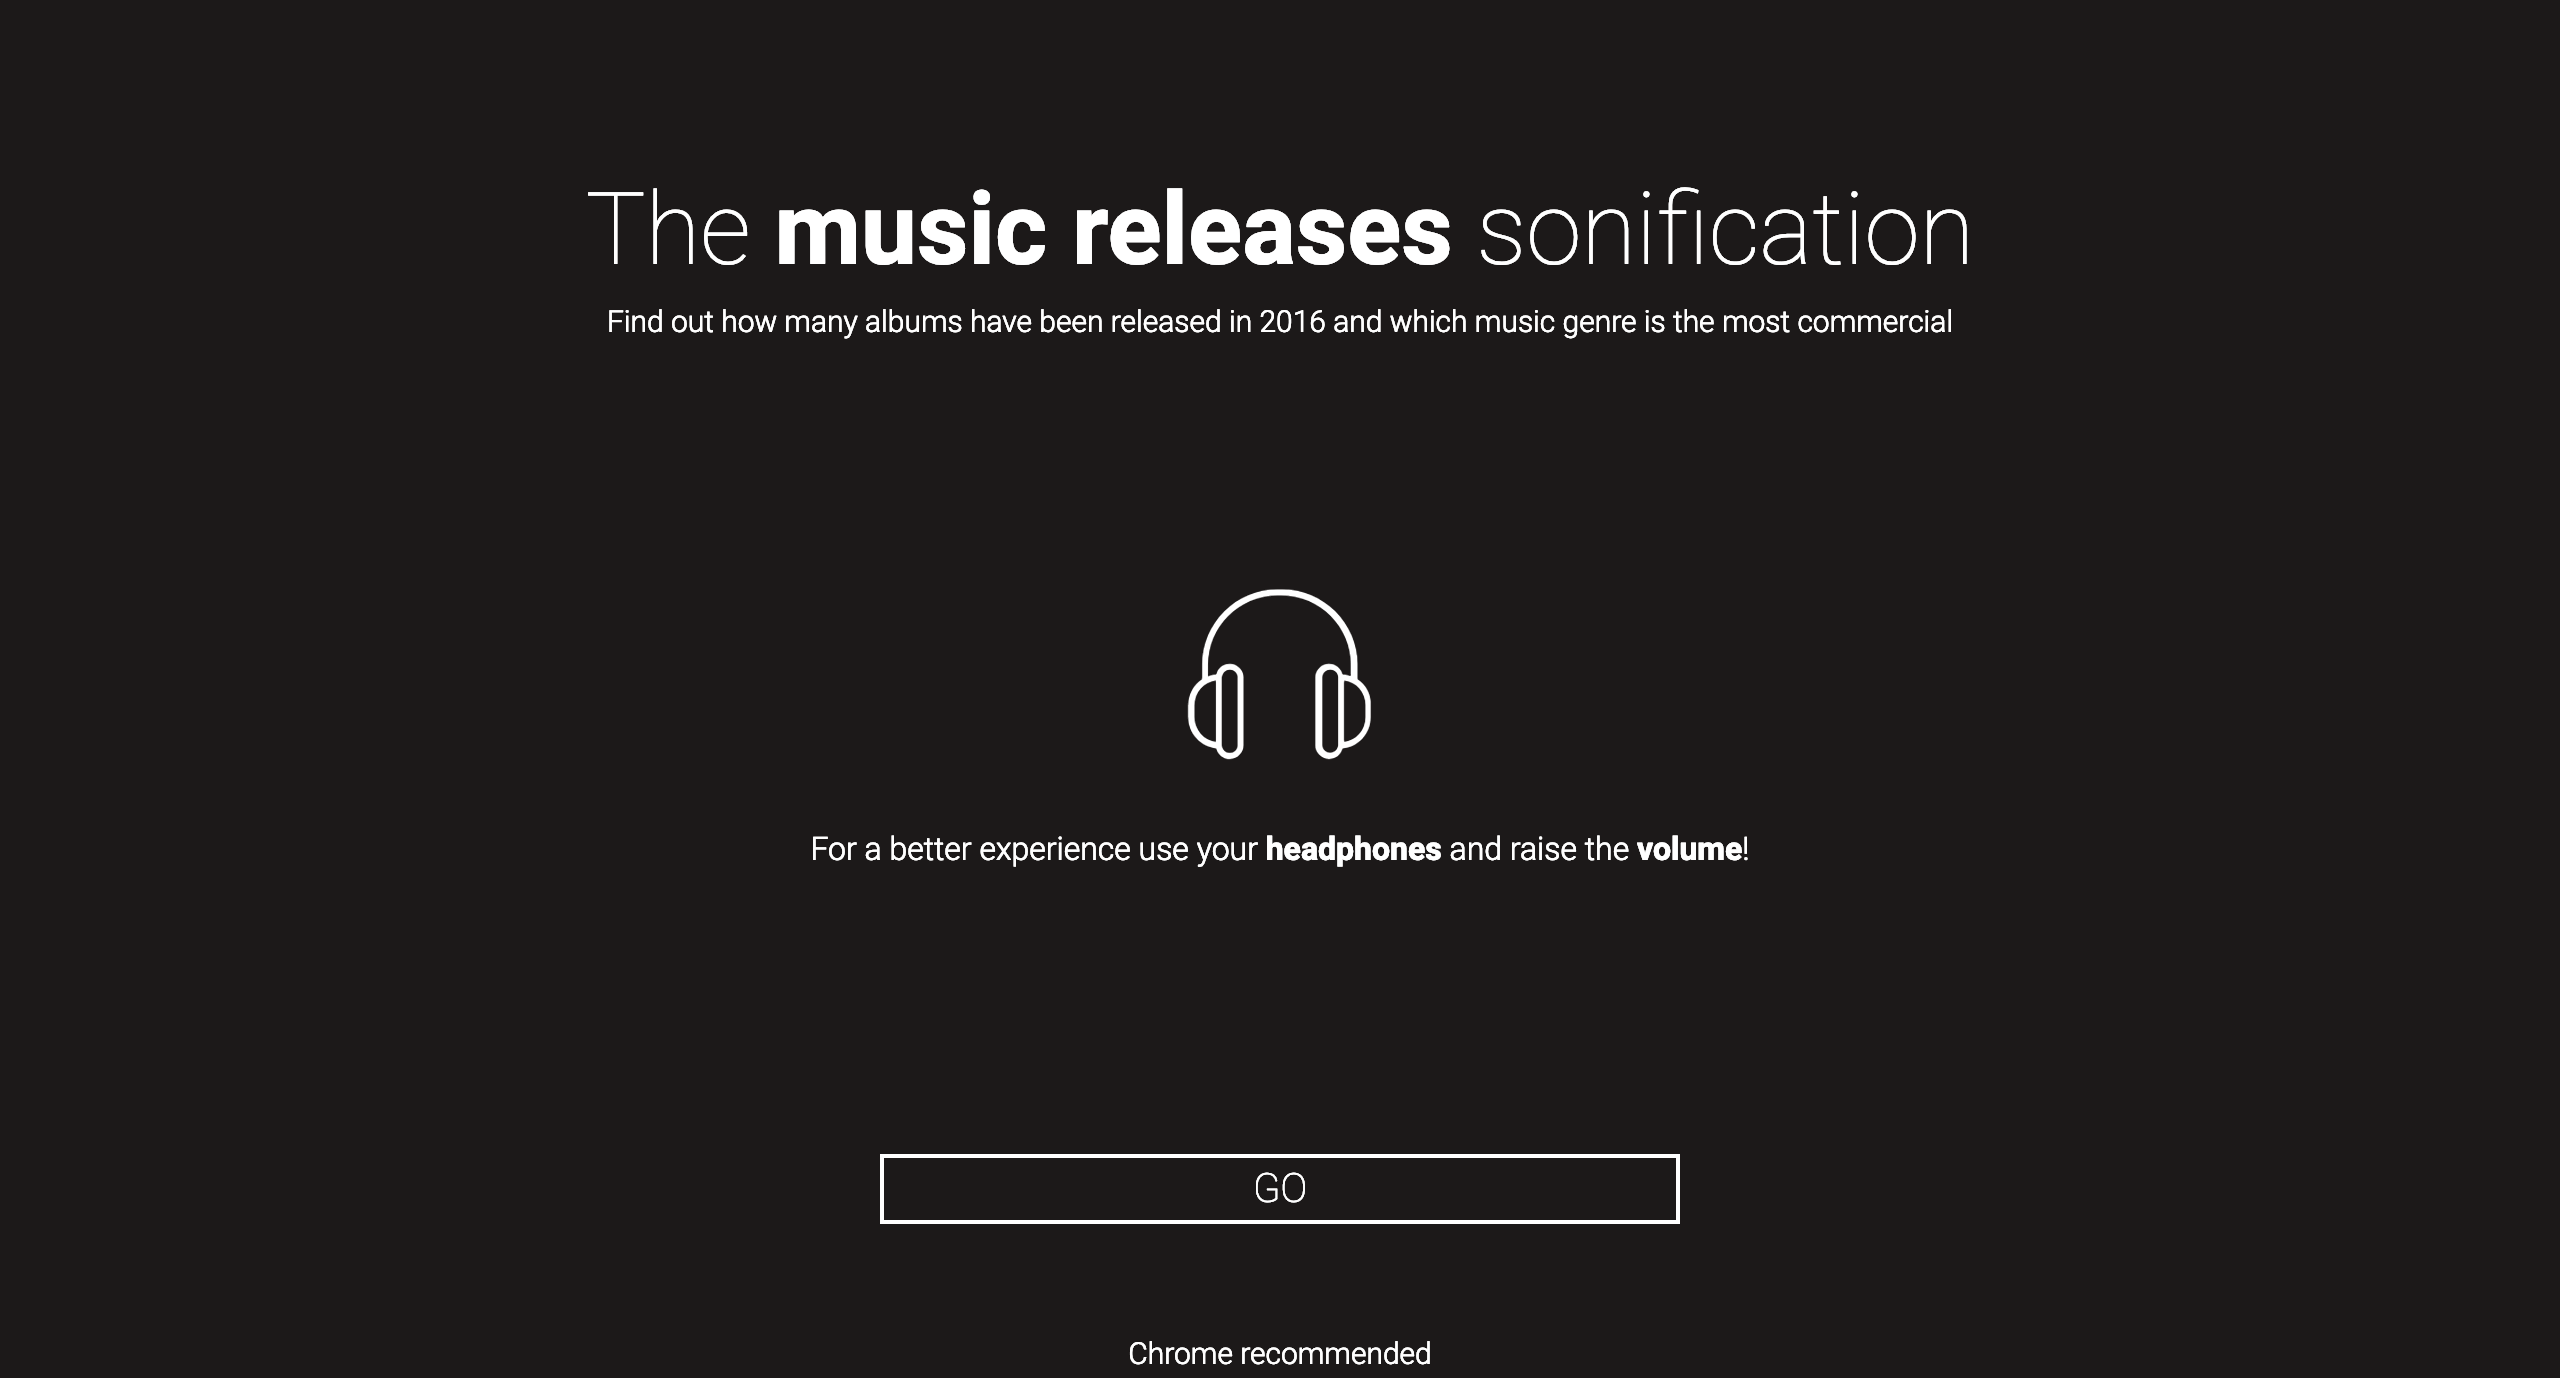 The music releases sonification
Find out how many albums have been released in 2016 and which music genre is the most commercial
For a better experience use your headphones and raise the volume!
GO
Chrome recommended